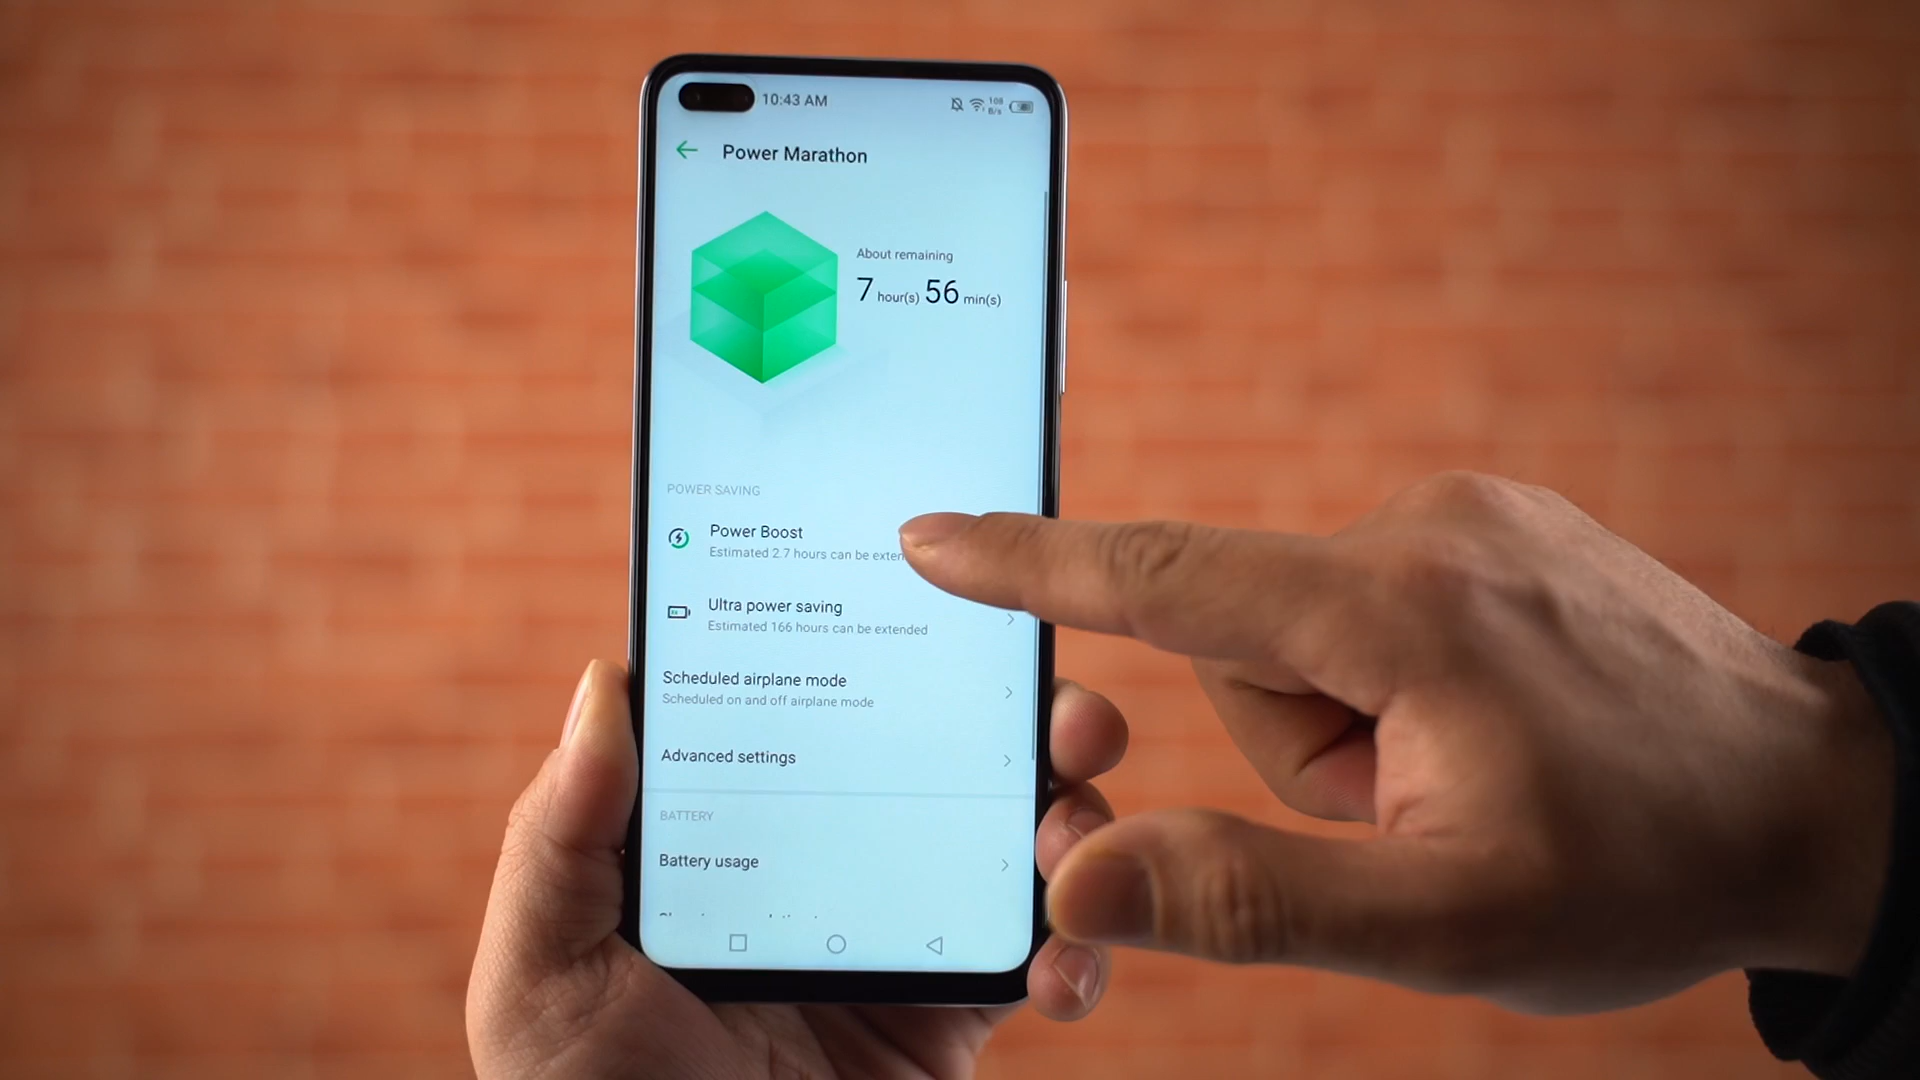 10:43 AM
108
B/s
Power Marathon
About remaining
7 hour(s) 56 min(s)
POWER SAVING
Power Boost
Estimated 2.7 hours can be exten
Ultra power saving
Estimated 166 hours can be extended
Scheduled airplane mode
Scheduled on and off airplane mode
Advanced settings
BATTERY
Battery usage